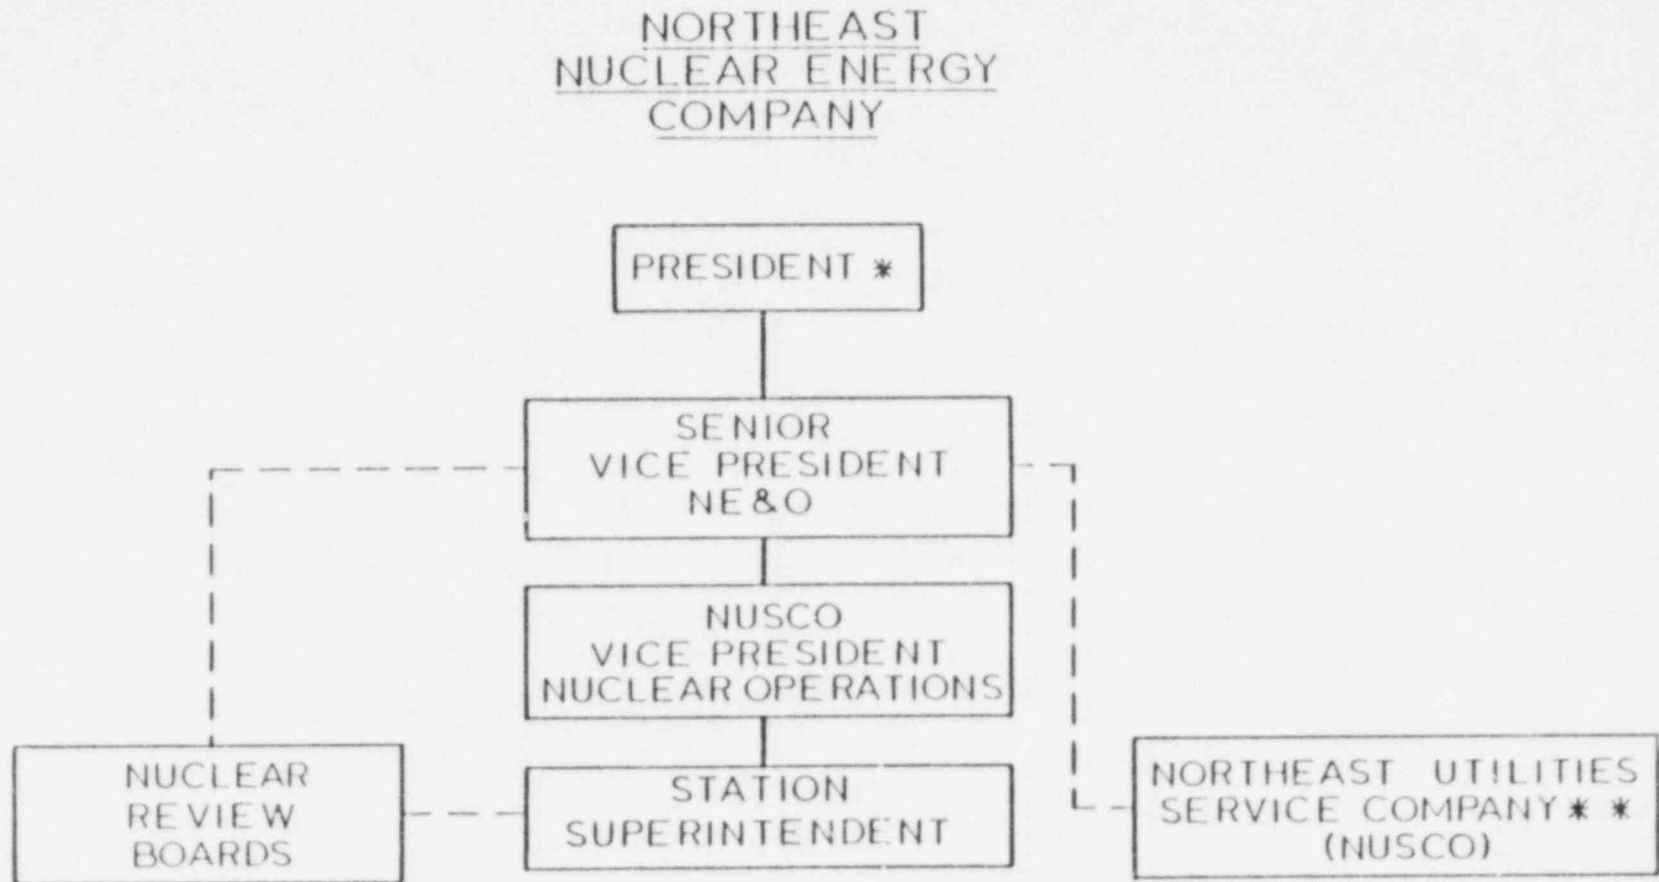 NORTHEAST
NUCLEAR ENERGY
COMPANY
PRESIDENT *
SENIOR
VICE PRESIDENT
NE&O
NUSCO
VICE PRESIDENT
NUCLEAR OPERATIONS
STATION
SUPERINTENDENT
NUCLEAR
REVIEW
BOARDS
NORTHEAST UTILITIES
SERVICE COMPANY * *
(NUSCO)